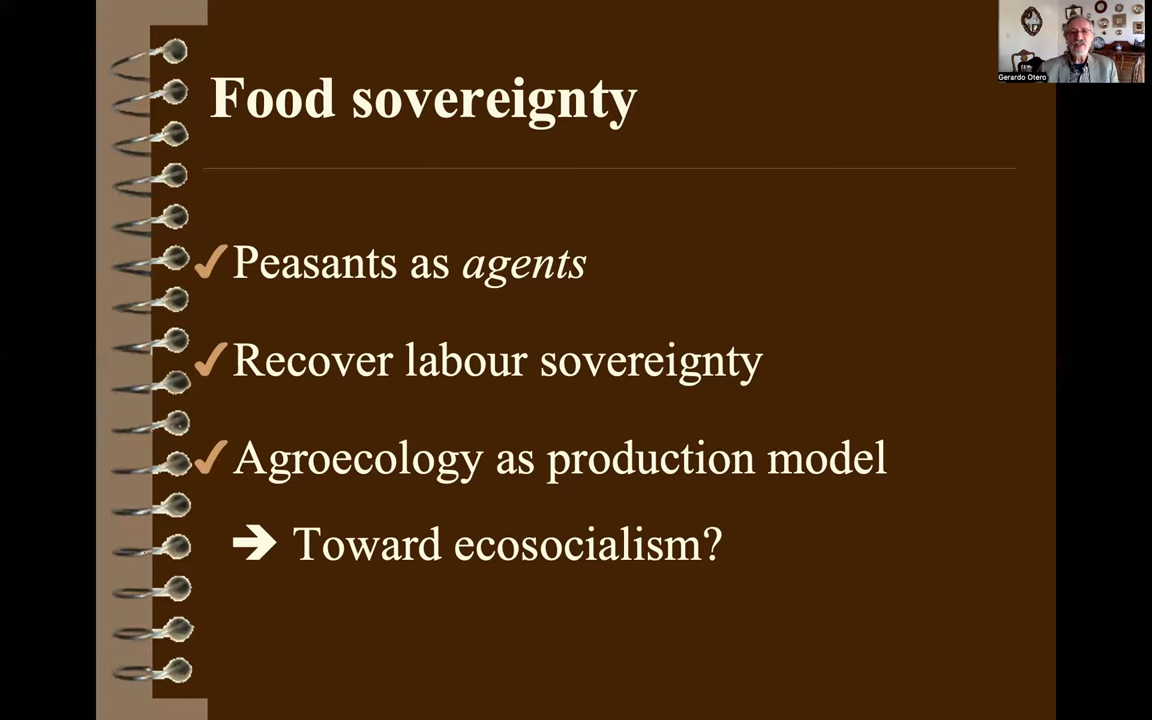 Food sovereignty
✓Peasants as agents
✓Recover labour sovereignty
✓Agroecology as production model
➔ Toward ecosocialism?
Gerardo Otero